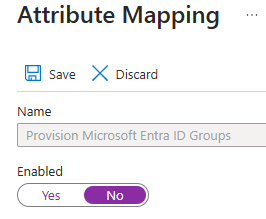 Attribute Mapping ...
Save Discard
Name
Provision Microsoft Entra ID Groups
Enabled
Yes No